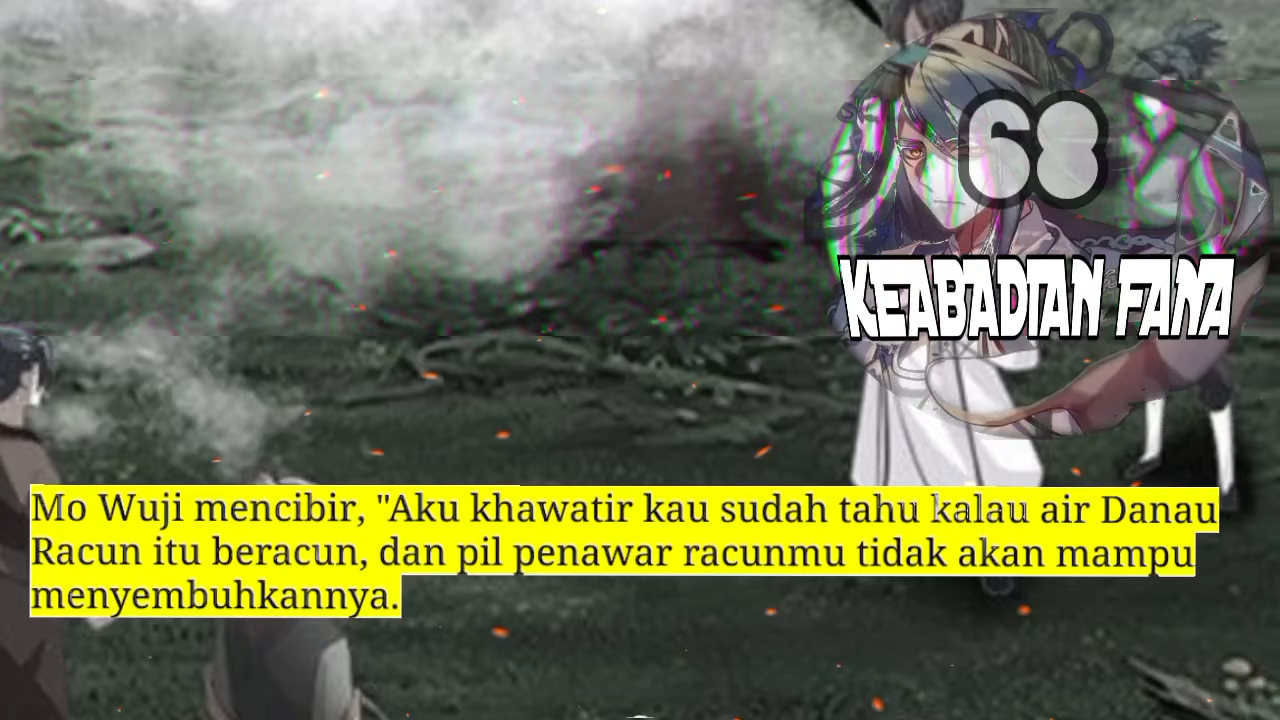 68
KEABADIAN FANA
Mo Wuji mencibir, "Aku khawatir kau sudah tahu kalau air Danau
Racun itu beracun, dan pil penawar racunmu tidak akan mampu
menyembuhkannya.